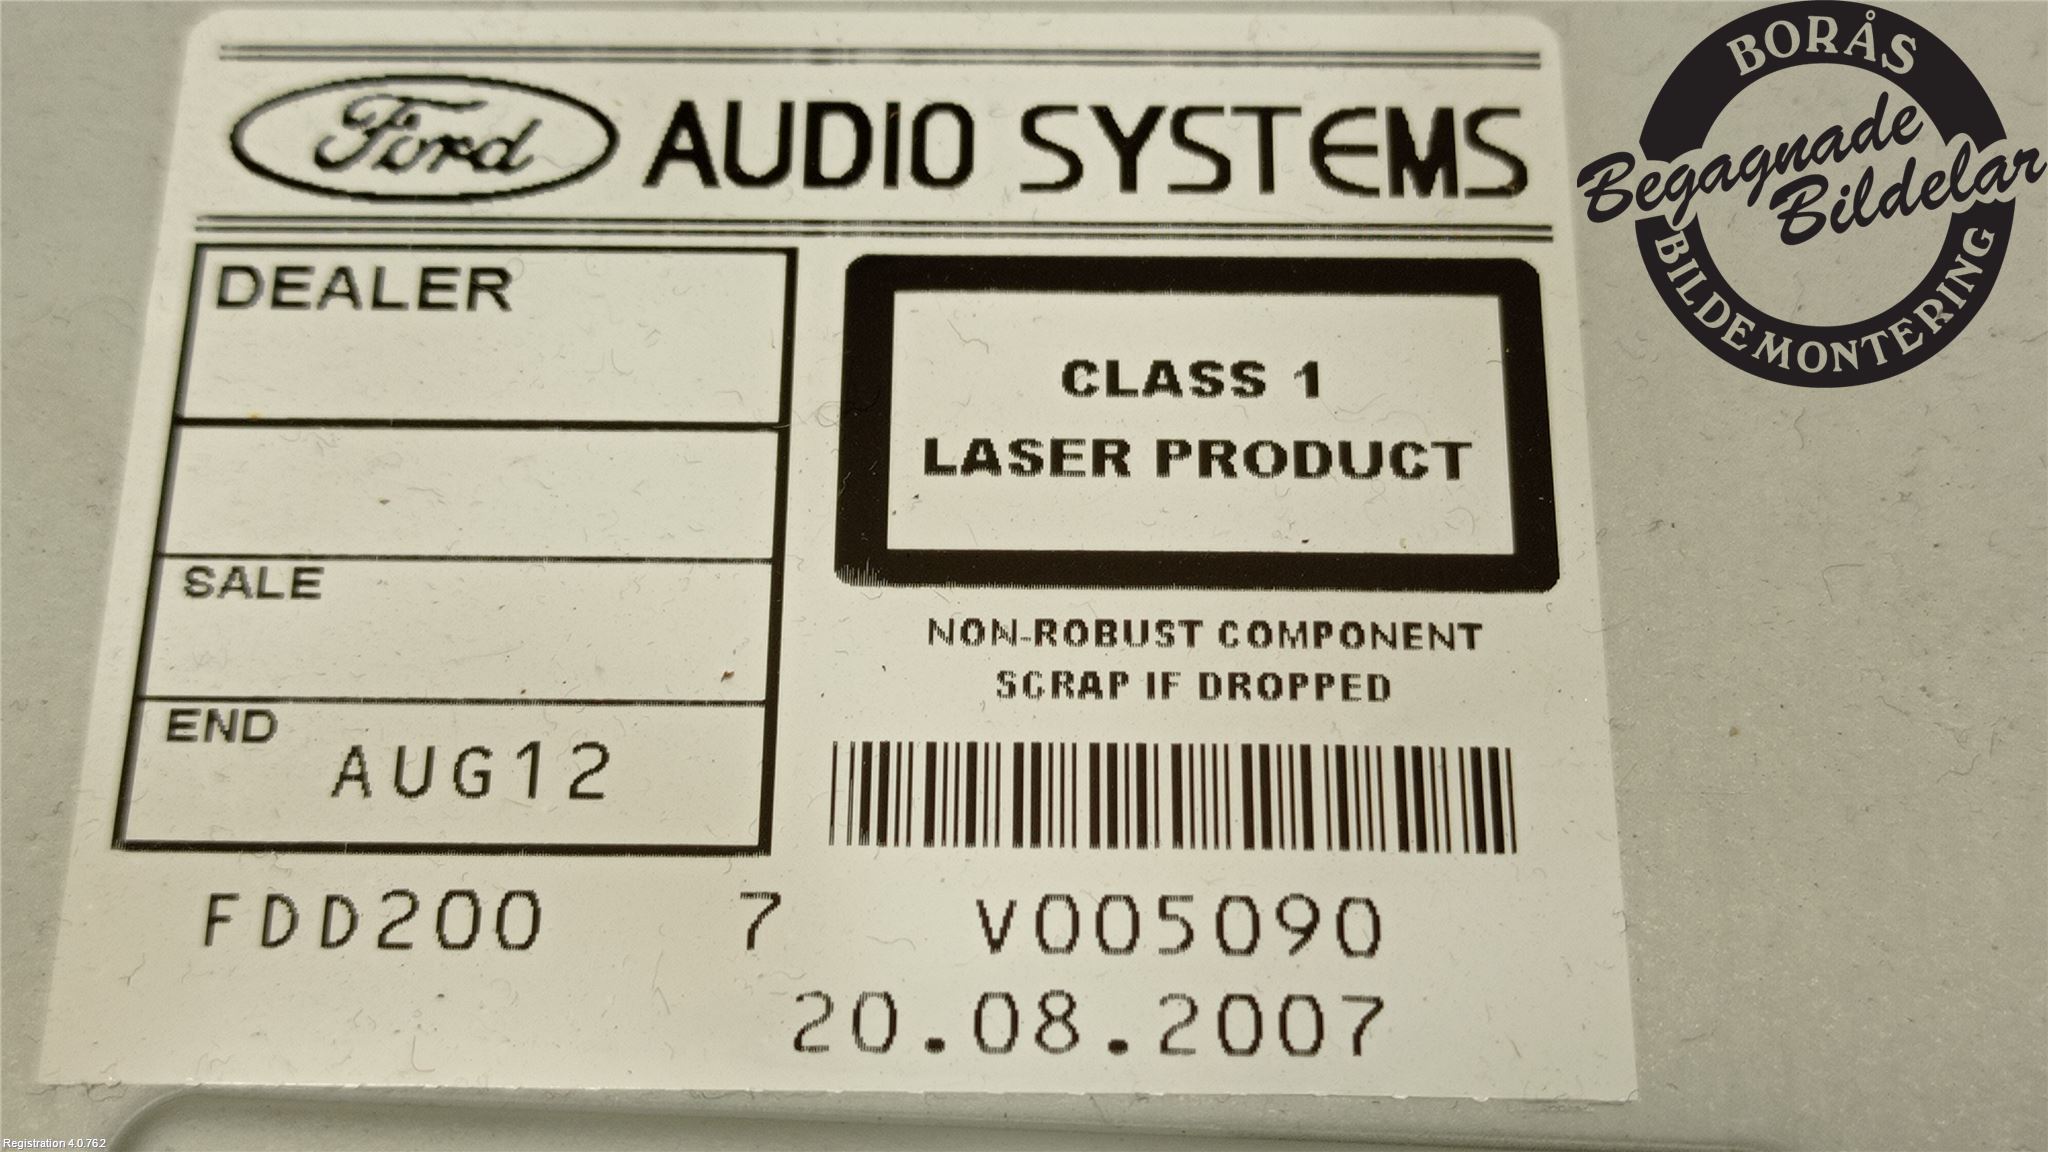 Ford AUDIO SYSTEMS
DEALER
SALE
END
AUG12
CLASS 1
LASER PRODUCT
NON-ROBUST COMPONENT
SCRAP IF DROPPED
FDD200 7 V005090
20.08.2007
BORÅS
Begagnade
Bildelar
BILDEMONTERING
Registration 4.0.762